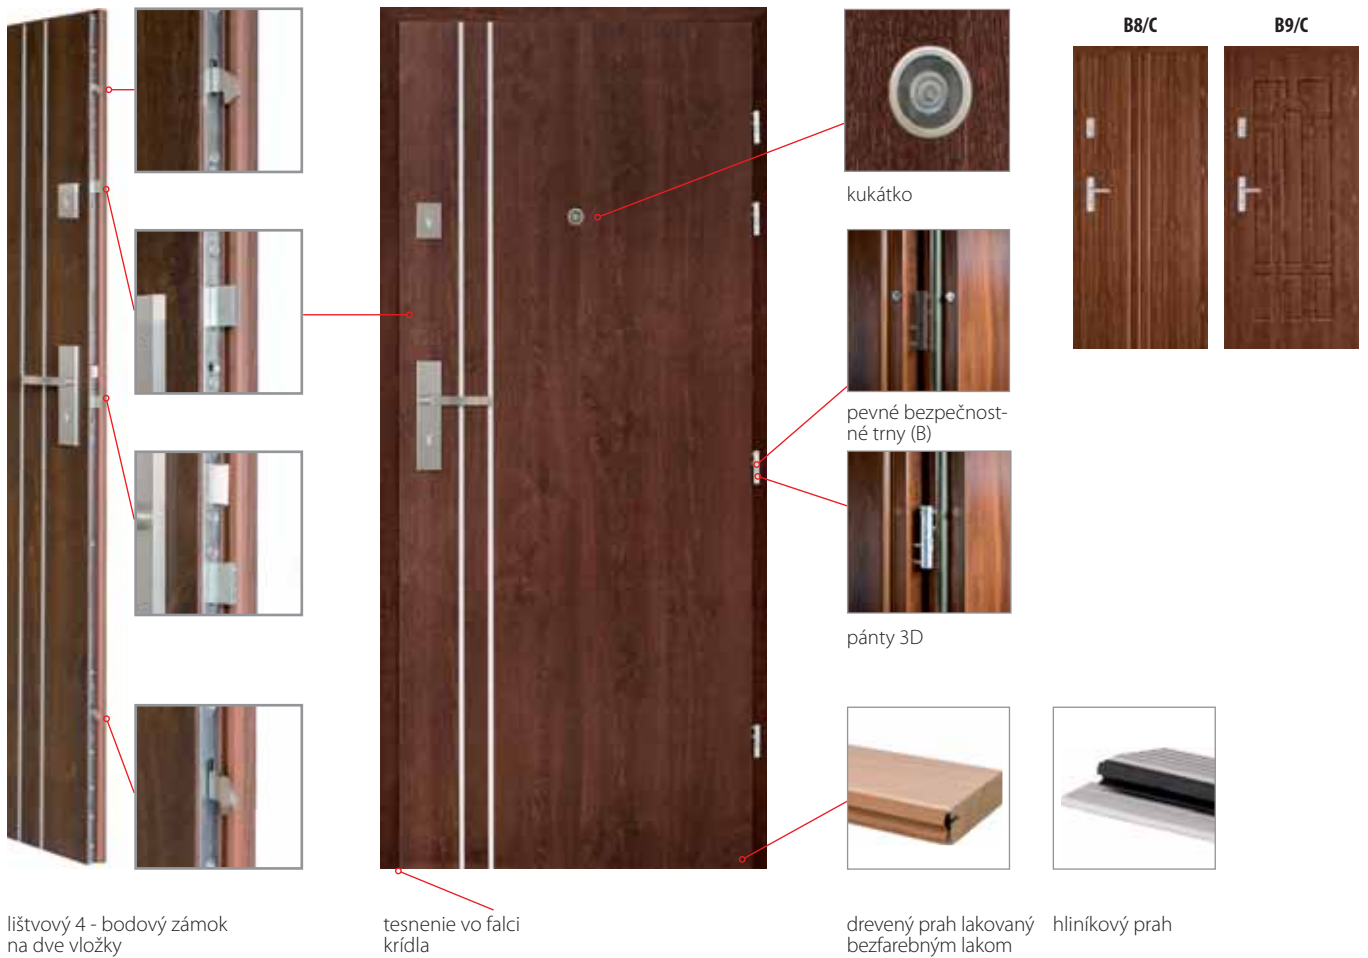 B8/C
B9/C
kukátko
pevné bezpečnost-
né trny (B)
pánty 3D
lištvový 4 - bodový zámok
na dve vložky
tesnenie vo falci
krídla
drevený prah lakovaný
bezfarebným lakom
hliníkový prah